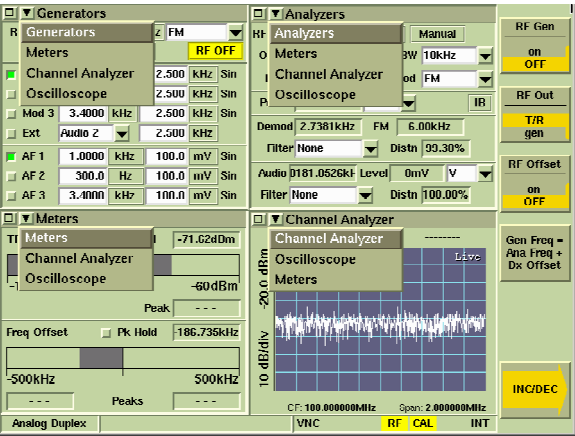 Generators
R
Generators
z FM
Meters
RF OFF
Channel Analyzer
2.500 kHz Sin
Oscilloscope
2.500 kHz Sin
Mod 3 3.4000 kHz 2.500 kHz Sin
Ext Audio 2 2.500 kHz
AF 1 1.0000 kHz 100.0 mV Sin
AF 2 300.0 Hz 100.0 mV Sin
AF 3 3.4000 kHz 100.0 mV Sin
Analyzers
RF
Analyzers
Manual
Meters
BW 10kHz
Channel Analyzer
od FM
Oscilloscope
IB
Demod 2.7381kHz FM 6.00kHz
Filter None Distn 99.30%
Audio 0181.0526kH Level 0mV V
Filter None Distn 100.00%
Meters
Meters
-71.62dBm
Channel Analyzer
Oscilloscope
-60dBm
Peak ---
Freq Offset Pk Hold -186.735kHz
-500kHz 500kHz
--- Peaks ---
Channel Analyzer
Channel Analyzer
--------
Oscilloscope
Meters
Live
10 dB/div -20.0 dBm
CF: 100.000000MHz Span: 2.000000MHz
RF Gen
on
OFF
RF Out
T/R
gen
RF Offset
on
OFF
Gen Freq =
Ana Freq +
Dx Offset
INC/DEC
Analog Duplex VNC RF CAL INT